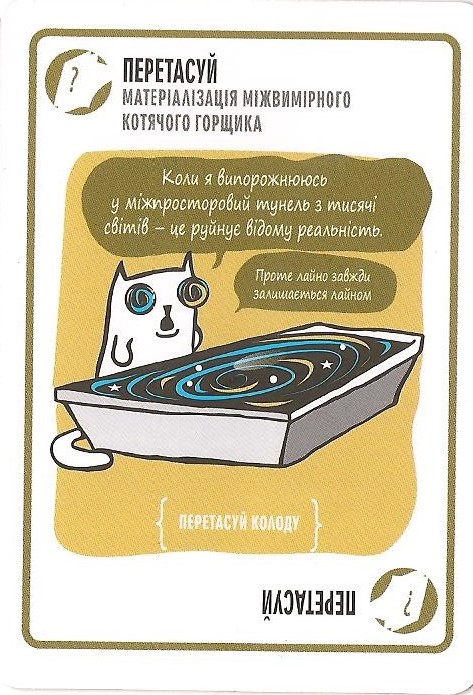 ?
ПЕРЕТАСУЙ
МАТЕРІАЛІЗАЦІЯ МІЖВИМІРНОГО
КОТЯЧОГО ГОРЩИКА
Коли я випорожнююсь
у міжпросторовий тунель з тисячі
світів – це руйнує відому реальність.
Проте лайно завжди
залишається лайном
{ ПЕРЕТАСУЙ КОЛОДУ }
ПЕРЕТАСУЙ
?